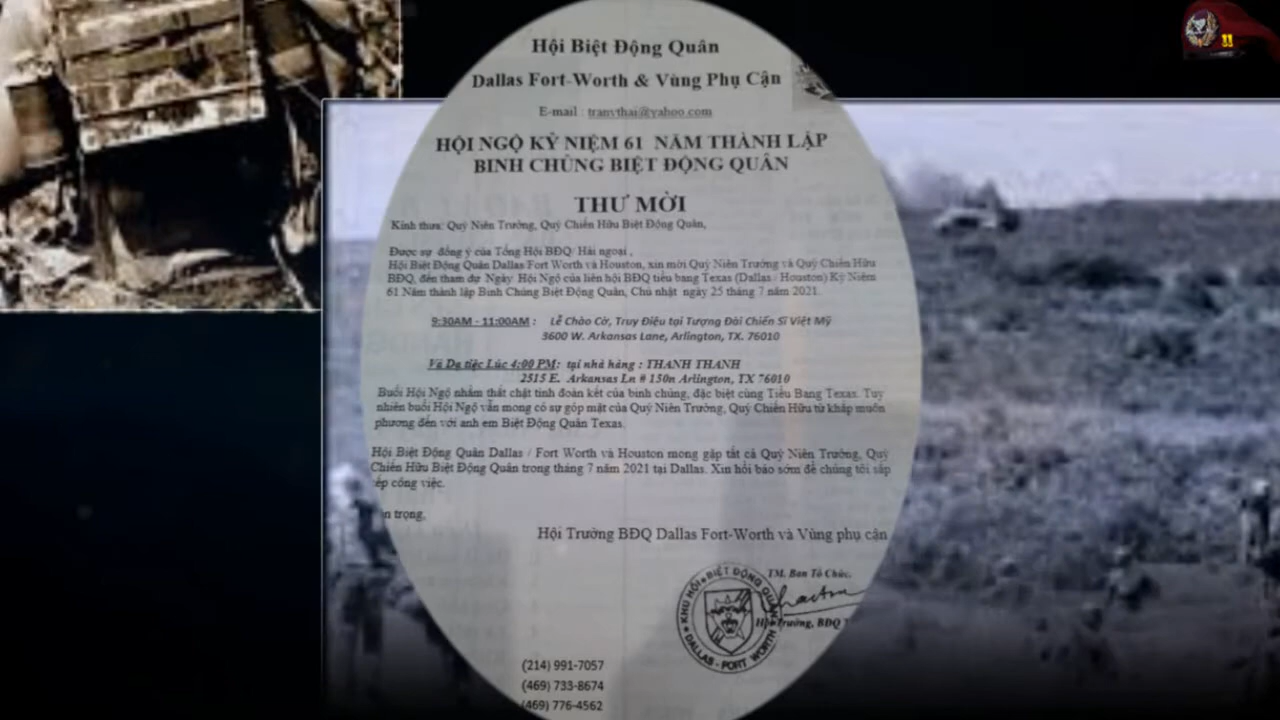 Hội Biệt Động Quân
Dallas Fort-Worth & Vùng Phụ Cận
E-mail : tranvthai@yahoo.com
HỘI NGỘ KỶ NIỆM 61 NĂM THÀNH LẬP
BINH CHỦNG BIỆT ĐỘNG QUÂN
THƯ MỜI
Kính thưa: Quý Niên Trưởng, Quý Chiến Hữu Biệt Động Quân,
Được sự đồng ý của Tổng Hội BĐQ Hải ngoại ,
Hội Biệt Động Quân Dallas Fort Worth và Houston, xin mời Quý Niên Trưởng và Quý Chiến Hữu
BĐQ, đến tham dự Ngày Hội Ngộ của liên hội BĐQ tiểu bang Texas (Dallas / Houston) Kỷ Niệm
61 Năm thành lập Binh Chủng Biệt Động Quân, Chủ nhật ngày 25 tháng 7 năm 2021.
9:30AM - 11:00AM : Lễ Chào Cờ, Truy Điệu tại Tượng Đài Chiến Sĩ Việt Mỹ
3600 W. Arkansas Lane, Arlington, TX. 76010
Và Dạ tiệc Lúc 4:00 PM: tại nhà hàng : THANH THANH
2515 E. Arkansas Ln # 150n Arlington, TX 76010
Buổi Hội Ngộ nhằm thắt chặt tình đoàn kết của binh chủng, đặc biệt cùng Tiểu Bang Texas. Tuy
nhiên buổi Hội Ngộ vẫn mong có sự góp mặt của Quý Niên Trưởng, Quý Chiến Hữu từ khắp muôn
phương đến với anh em Biệt Động Quân Texas.
Hội Biệt Động Quân Dallas / Fort Worth và Houston mong gặp tất cả Quý Niên Trưởng, Quý
Chiến Hữu Biệt Động Quân trong tháng 7 năm 2021 tại Dallas. Xin hồi báo sớm để chúng tôi sắp
ếp công việc.
n trọng,
Hội Trưởng BĐQ Dallas Fort-Worth và Vùng phụ cận
TM. Ban Tổ Chức,
Trưởng, BĐQ
KHU HỘI BIỆT ĐỘNG QUÂN
DALLAS - FORT WORTH
(214) 991-7057
(469) 733-8674
(469) 776-4562